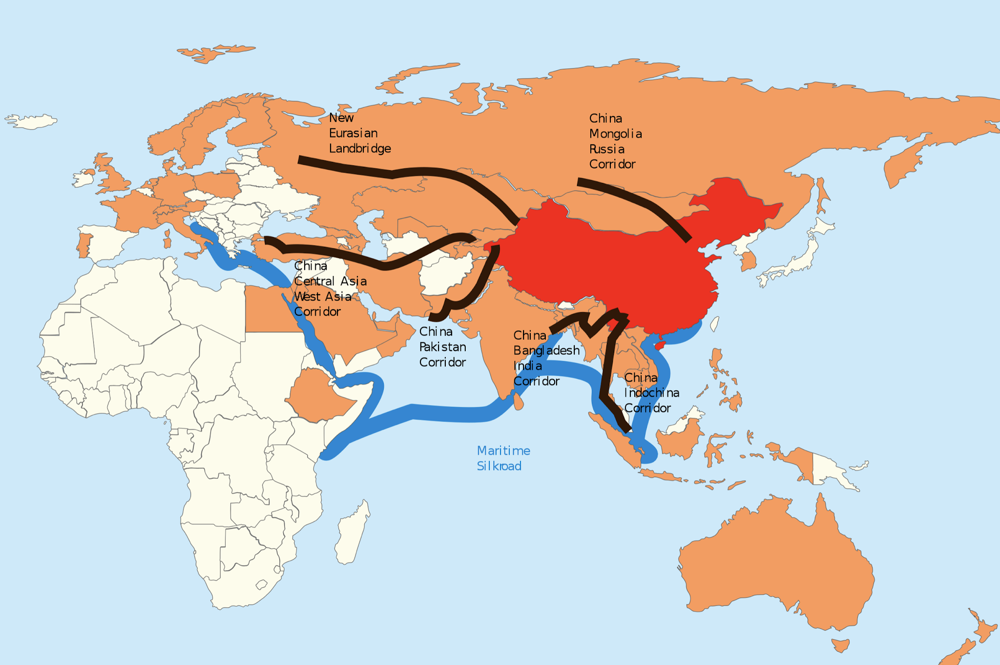 New
Eurasian
Landbridge
China
Mongolia
Russia
Corridor
China
Central Asia
West Asia
Corridor
China
Pakistan
Corridor
China
Bangladesh
India
Corridor
China
Indochina
Corridor
Maritime
Silkroad